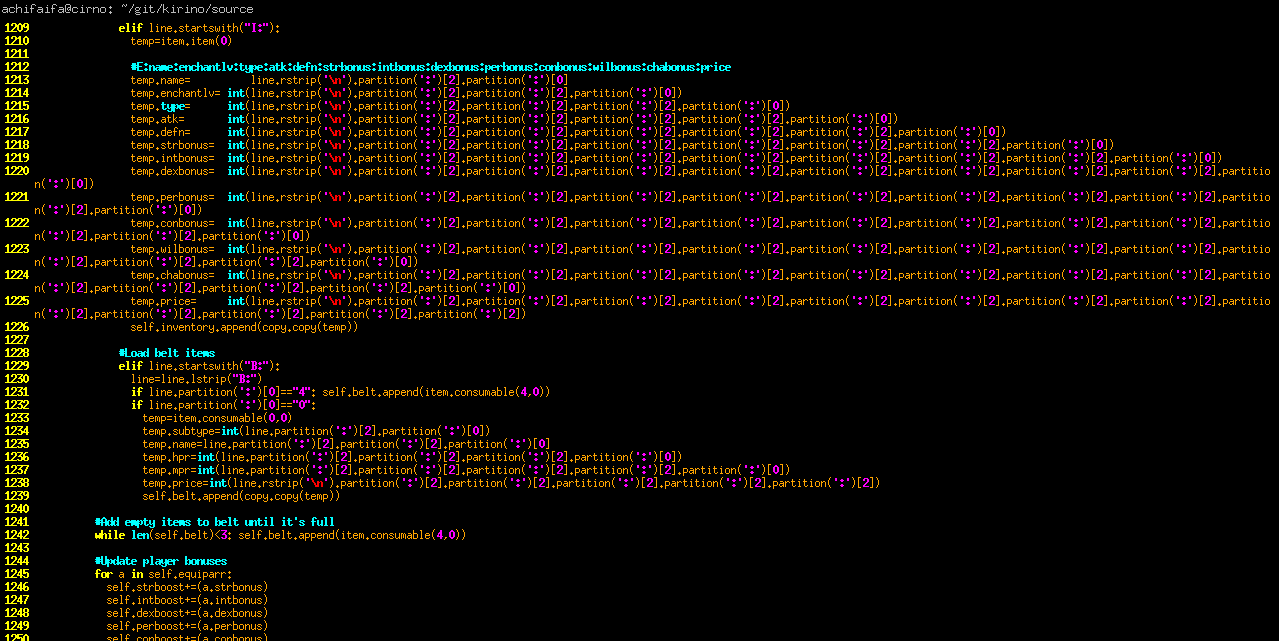 achifaifa@cirno: ~/git/kirino/source
1209 elif line.startswith("I:"):
1210 temp=item.item(0)
1211
1212 #E:name:enchantlv:type:atk:defn:strbonus:intbonus:dexbonus:perbonus:conbonus:wilbonus:chabonus:price
1213 temp.name= line.rstrip('\n').partition(':')[2].partition(':')[0]
1214 temp.enchantlv= int(line.rstrip('\n').partition(':')[2].partition(':')[2].partition(':')[0])
1215 temp.type= int(line.rstrip('\n').partition(':')[2].partition(':')[2].partition(':')[2].partition(':')[0])
1216 temp.atk= int(line.rstrip('\n').partition(':')[2].partition(':')[2].partition(':')[2].partition(':')[2].partition(':')[0])
1217 temp.defn= int(line.rstrip('\n').partition(':')[2].partition(':')[2].partition(':')[2].partition(':')[2].partition(':')[2].partition(':')[0])
1218 temp.strbonus= int(line.rstrip('\n').partition(':')[2].partition(':')[2].partition(':')[2].partition(':')[2].partition(':')[2].partition(':')[2].partition(':')[0])
1219 temp.intbonus= int(line.rstrip('\n').partition(':')[2].partition(':')[2].partition(':')[2].partition(':')[2].partition(':')[2].partition(':')[2].partition(':')[2].partition(':')[0])
1220 temp.dexbonus= int(line.rstrip('\n').partition(':')[2].partition(':')[2].partition(':')[2].partition(':')[2].partition(':')[2].partition(':')[2].partition(':')[2].partition(':')[2].partitio
n(':')[0])
1221 temp.perbonus= int(line.rstrip('\n').partition(':')[2].partition(':')[2].partition(':')[2].partition(':')[2].partition(':')[2].partition(':')[2].partition(':')[2].partition(':')[2].partitio
n(':')[2].partition(':')[0])
1222 temp.conbonus= int(line.rstrip('\n').partition(':')[2].partition(':')[2].partition(':')[2].partition(':')[2].partition(':')[2].partition(':')[2].partition(':')[2].partition(':')[2].partitio
n(':')[2].partition(':')[2].partition(':')[0])
1223 temp.wilbonus= int(line.rstrip('\n').partition(':')[2].partition(':')[2].partition(':')[2].partition(':')[2].partition(':')[2].partition(':')[2].partition(':')[2].partition(':')[2].partitio
n(':')[2].partition(':')[2].partition(':')[2].partition(':')[0])
1224 temp.chabonus= int(line.rstrip('\n').partition(':')[2].partition(':')[2].partition(':')[2].partition(':')[2].partition(':')[2].partition(':')[2].partition(':')[2].partition(':')[2].partitio
n(':')[2].partition(':')[2].partition(':')[2].partition(':')[2].partition(':')[0])
1225 temp.price= int(line.rstrip('\n').partition(':')[2].partition(':')[2].partition(':')[2].partition(':')[2].partition(':')[2].partition(':')[2].partition(':')[2].partition(':')[2].partitio
n(':')[2].partition(':')[2].partition(':')[2].partition(':')[2].partition(':')[2])
1226 self.inventory.append(copy.copy(temp))
1227
1228 #Load belt items
1229 elif line.startswith("B:"):
1230 line=line.lstrip("B:")
1231 if line.partition(':')[0]=="4": self.belt.append(item.consumable(4,0))
1232 if line.partition(':')[0]=="0":
1233 temp=item.consumable(0,0)
1234 temp.subtype=int(line.partition(':')[2].partition(':')[0])
1235 temp.name=line.partition(':')[2].partition(':')[2].partition(':')[0]
1236 temp.hpr=int(line.partition(':')[2].partition(':')[2].partition(':')[2].partition(':')[0])
1237 temp.mpr=int(line.partition(':')[2].partition(':')[2].partition(':')[2].partition(':')[2].partition(':')[0])
1238 temp.price=int(line.rstrip('\n').partition(':')[2].partition(':')[2].partition(':')[2].partition(':')[2].partition(':')[2])
1239 self.belt.append(copy.copy(temp))
1240
1241 #Add empty items to belt until it's full
1242 while len(self.belt)<3: self.belt.append(item.consumable(4,0))
1243
1244 #Update player bonuses
1245 for a in self.equiparr:
1246 self.strboost+=(a.strbonus)
1247 self.intboost+=(a.intbonus)
1248 self.dexboost+=(a.dexbonus)
1249 self.perboost+=(a.perbonus)
1250 self.conboost+=(a.conbonus)